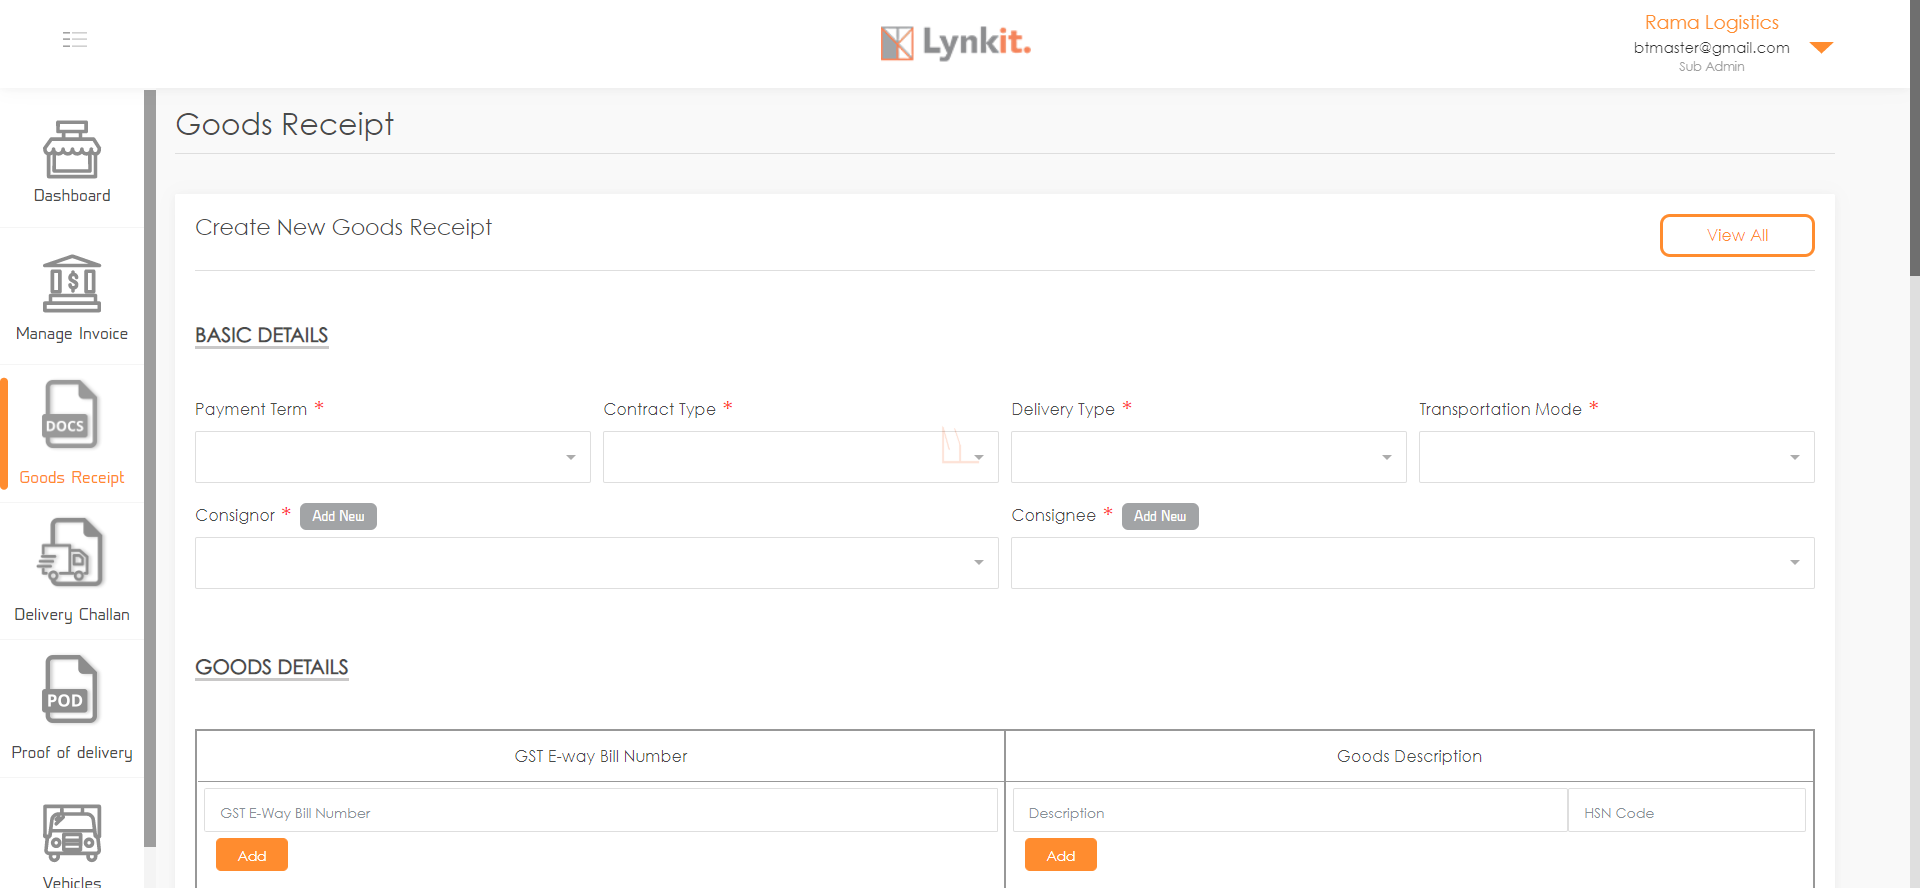 Lynkit.
Rama Logistics
btmaster@gmail.com
Sub Admin
Dashboard
Manage Invoice
DOCS
Goods Receipt
Delivery Challan
POD
Proof of delivery
Vehicles
Goods Receipt
Create New Goods Receipt
View All
BASIC DETAILS
Payment Term *
Contract Type *
Delivery Type *
Transportation Mode *
Consignor * Add New
Consignee * Add New
GOODS DETAILS
GST E-way Bill Number
Goods Description
GST E-Way Bill Number
Description
HSN Code
Add
Add